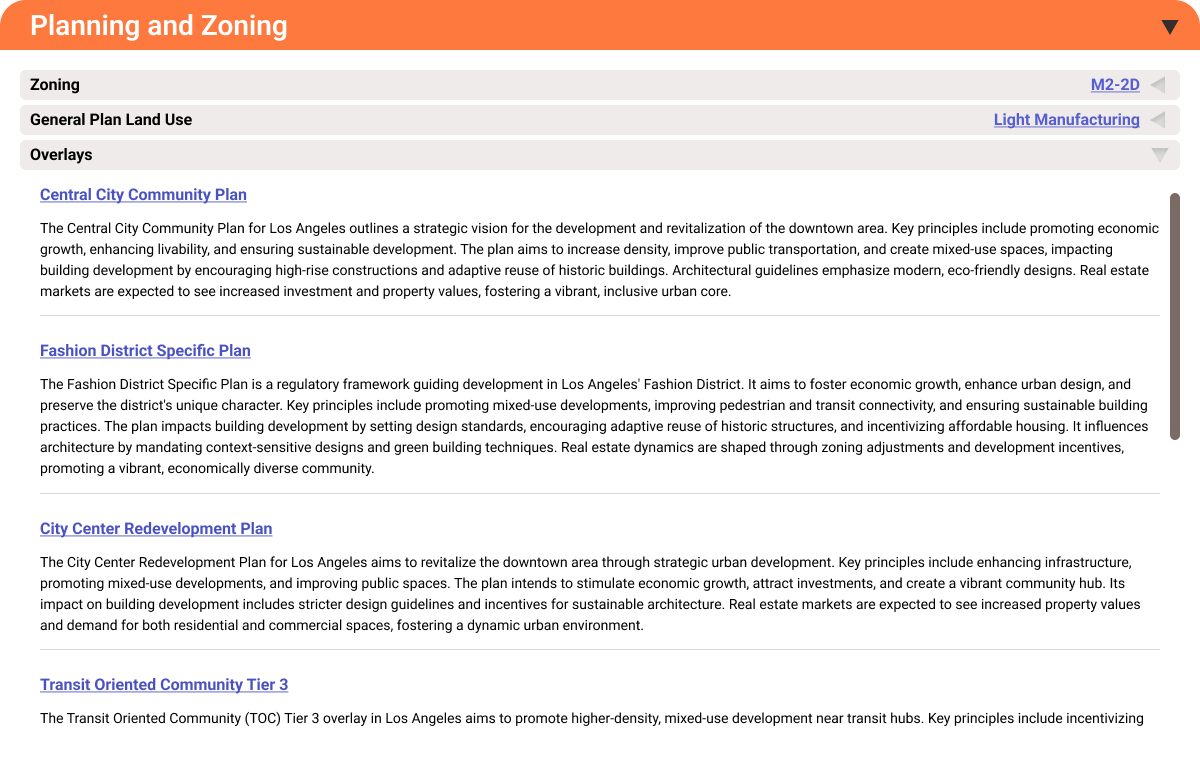 Planning and Zoning
Zoning M2-2D
General Plan Land Use Light Manufacturing
Overlays
Central City Community Plan
The Central City Community Plan for Los Angeles outlines a strategic vision for the development and revitalization of the downtown area. Key principles include promoting economic
growth, enhancing livability, and ensuring sustainable development. The plan aims to increase density, improve public transportation, and create mixed-use spaces, impacting
building development by encouraging high-rise constructions and adaptive reuse of historic buildings. Architectural guidelines emphasize modern, eco-friendly designs. Real estate
markets are expected to see increased investment and property values, fostering a vibrant, inclusive urban core.
Fashion District Specific Plan
The Fashion District Specific Plan is a regulatory framework guiding development in Los Angeles' Fashion District. It aims to foster economic growth, enhance urban design, and
preserve the district's unique character. Key principles include promoting mixed-use developments, improving pedestrian and transit connectivity, and ensuring sustainable building
practices. The plan impacts building development by setting design standards, encouraging adaptive reuse of historic structures, and incentivizing affordable housing. It influences
architecture by mandating context-sensitive designs and green building techniques. Real estate dynamics are shaped through zoning adjustments and development incentives,
promoting a vibrant, economically diverse community.
City Center Redevelopment Plan
The City Center Redevelopment Plan for Los Angeles aims to revitalize the downtown area through strategic urban development. Key principles include enhancing infrastructure,
promoting mixed-use developments, and improving public spaces. The plan intends to stimulate economic growth, attract investments, and create a vibrant community hub. Its
impact on building development includes stricter design guidelines and incentives for sustainable architecture. Real estate markets are expected to see increased property values
and demand for both residential and commercial spaces, fostering a dynamic urban environment.
Transit Oriented Community Tier 3
The Transit Oriented Community (TOC) Tier 3 overlay in Los Angeles aims to promote higher-density, mixed-use development near transit hubs. Key principles include incentivizing